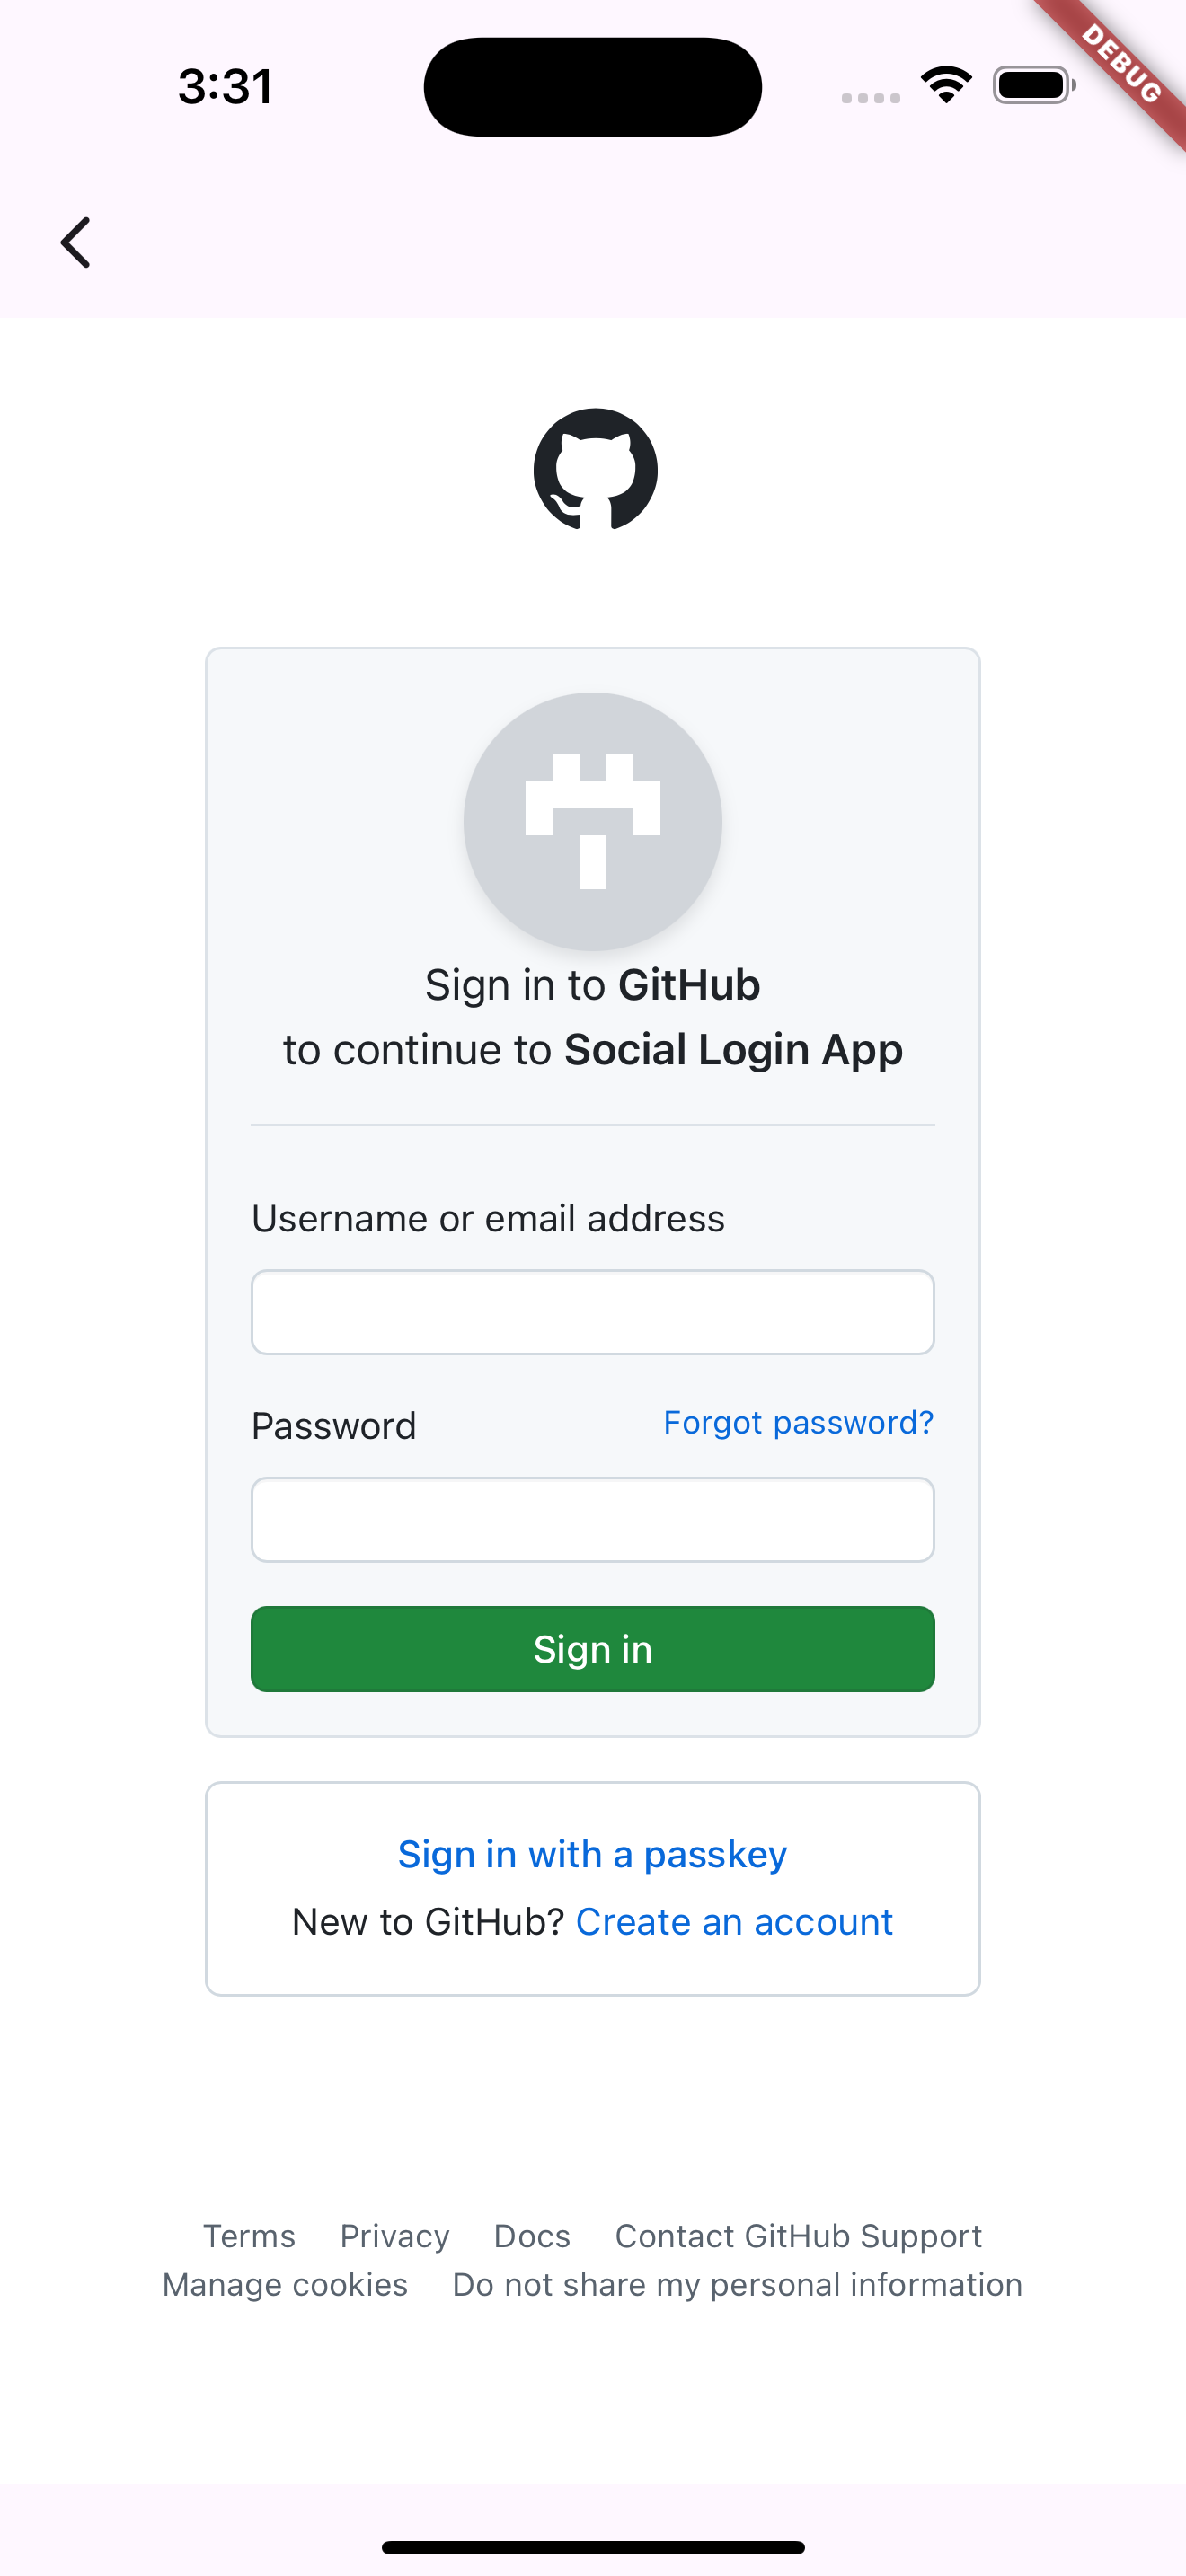 3:31
DEBUG
Sign in to GitHub
to continue to Social Login App
Username or email address
Password
Forgot password?
Sign in
Sign in with a passkey
New to GitHub? Create an account
Terms Privacy Docs Contact GitHub Support
Manage cookies Do not share my personal information